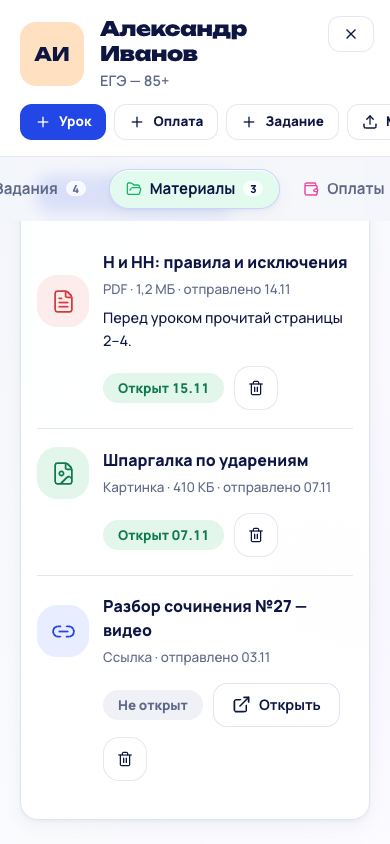 АИ
Александр
Иванов
ЕГЭ — 85+
Урок
Оплата
Задание
Задания 4
Материалы 3
Оплаты
Н и НН: правила и исключения
PDF · 1,2 МБ · отправлено 14.11
Перед уроком прочитай страницы
2–4.
Открыт 15.11
Шпаргалка по ударениям
Картинка · 410 КБ · отправлено 07.11
Открыт 07.11
Разбор сочинения №27 —
видео
Ссылка · отправлено 03.11
Не открыт
Открыть